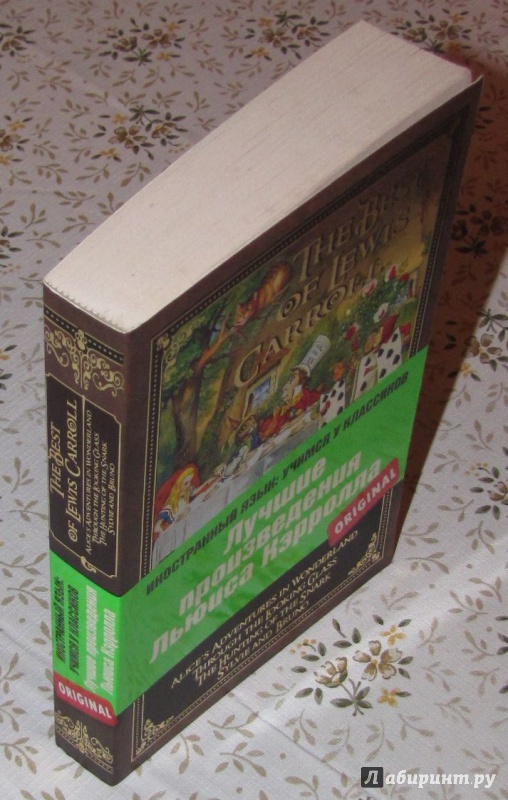 THE BEST
OF LEWIS
CARROLL
ИНОСТРАННЫЙ ЯЗЫК: УЧИМСЯ У КЛАССИКОВ
Лучшие
произведения
Льюиса Кэрролла
ORIGINAL
ALICE'S ADVENTURES IN WONDERLAND
THROUGH THE LOOKING GLASS
THE HUNTING OF THE SNARK
SYLVIE AND BRUNO
THE BEST
OF LEWIS CARROLL
ALICE'S ADVENTURES IN WONDERLAND
THROUGH THE LOOKING GLASS
THE HUNTING OF THE SNARK
SYLVIE AND BRUNO
ИНОСТРАННЫЙ ЯЗЫК:
УЧИМСЯ У КЛАССИКОВ
Лучшие произведения
Льюиса Кэрролла
ORIGINAL
Лабиринт.ру